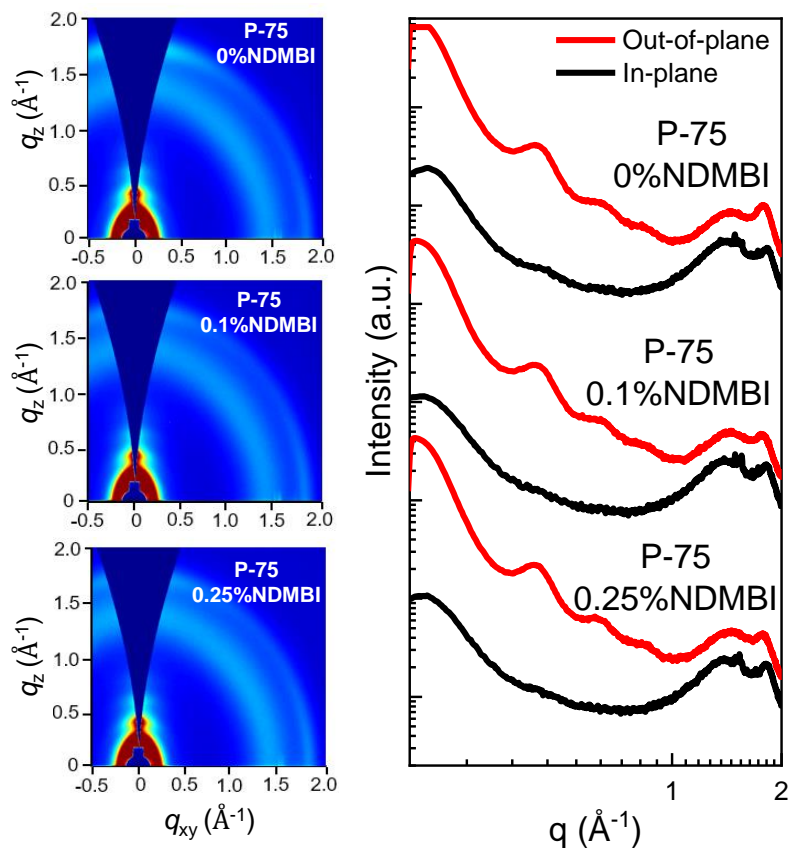 P-75
0%NDMBI
q_z (Å⁻¹)
2.0
1.5
1.0
0.5
0
-0.5
0
0.5
1.0
1.5
2.0
P-75
0.1%NDMBI
q_z (Å⁻¹)
2.0
1.5
1.0
0.5
0
-0.5
0
0.5
1.0
1.5
2.0
P-75
0.25%NDMBI
q_z (Å⁻¹)
2.0
1.5
1.0
0.5
0
-0.5
0
0.5
1.0
1.5
2.0
q_xy (Å⁻¹)
Intensity (a.u.)
Out-of-plane
In-plane
P-75
0%NDMBI
P-75
0.1%NDMBI
P-75
0.25%NDMBI
1
2
q (Å⁻¹)